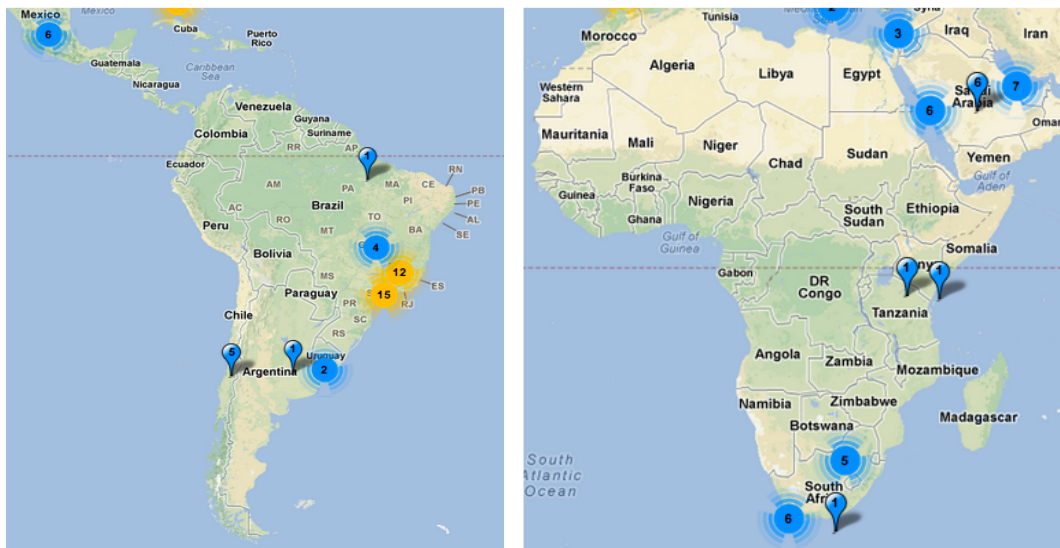 Mexico
México
6
Cuba
Puerto
Rico
Guatemala
Caribbean
Sea
Nicaragua
Venezuela
Guyana
Suriname
Colombia
RR
AP
1
Ecuador
RN
AM
PA
MA
CE
PB
PI
PE
AC
Brazil
TO
AL
RO
BA
Peru
MT
SE
4
Bolivia
12
MS
ES
Paraguay
15
PR
RJ
SC
Chile
RS
5
1
Uruguay
2
Argentina
Tunisia
2
3
Iraq
Iran
Morocco
Algeria
Libya
Egypt
6
7
Western
Sahara
Saudi
Arabia
6
Oman
Mauritania
Mali
Niger
Chad
Sudan
Yemen
Gulf of
Aden
Burkina
Faso
Guinea
Nigeria
Ghana
South
Sudan
Ethiopia
Gulf of
Guinea
Somalia
Gabon
1
1
DR
Congo
Tanzania
Angola
Zambia
Mozambique
Namibia
Zimbabwe
Botswana
Madagascar
South
Atlantic
Ocean
5
South
1
6